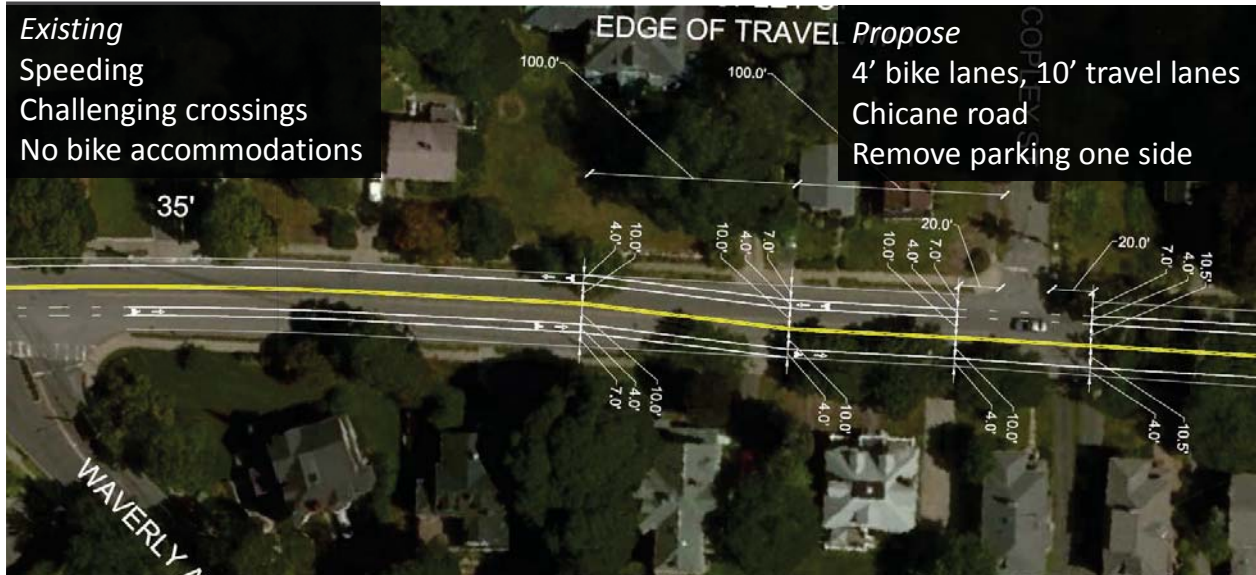 Existing
Speeding
Challenging crossings
No bike accommodations
EDGE OF TRAVEL
Propose
4’ bike lanes, 10’ travel lanes
Chicane road
Remove parking one side
COPLEY S
100.0'
100.0'
35'
20.0'
20.0'
4.0'
10.0'
10.0'
4.0'
7.0'
10.0'
4.0'
7.0'
7.0'
4.0'
10.5'
7.0'
4.0'
10.0'
4.0'
10.0'
4.0'
10.0'
4.0'
10.5'
WAVERLY